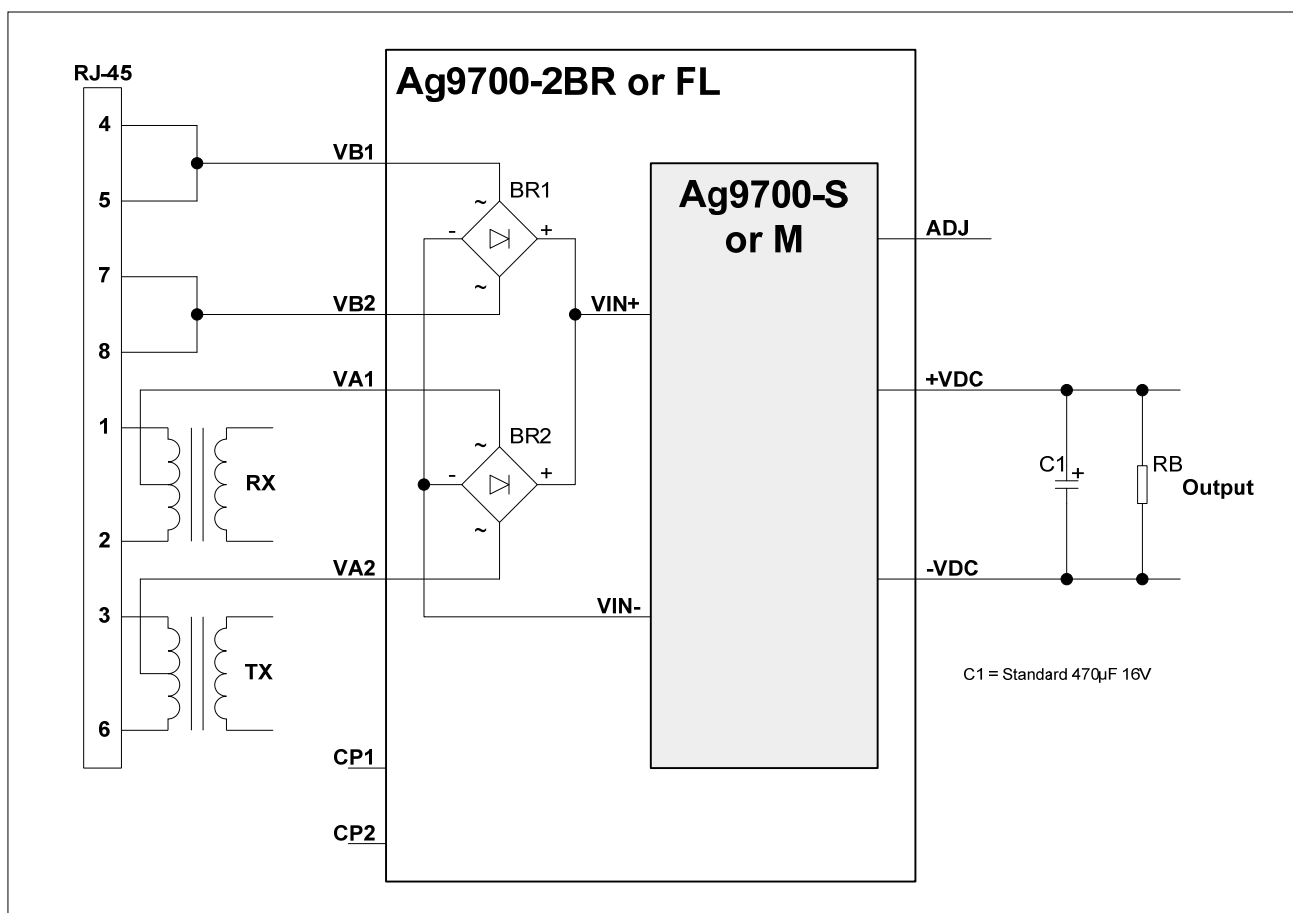 Ag9700-2BR or FL
RJ-45
4
5
7
8
1
2
3
6
VB1
VB2
VA1
VA2
CP1
CP2
RX
TX
BR1
~
-
+
~
BR2
~
-
+
~
VIN+
VIN-
Ag9700-S
or M
ADJ
+VDC
-VDC
C1
+
RB
Output
C1 = Standard 470µF 16V